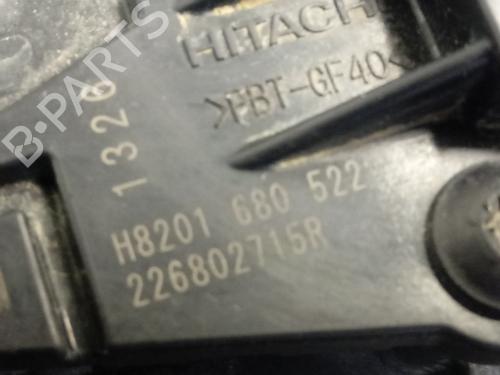 HITACHI
>PBT-GF40<
1326
H8201 680 522
226802715R
B-PARTS